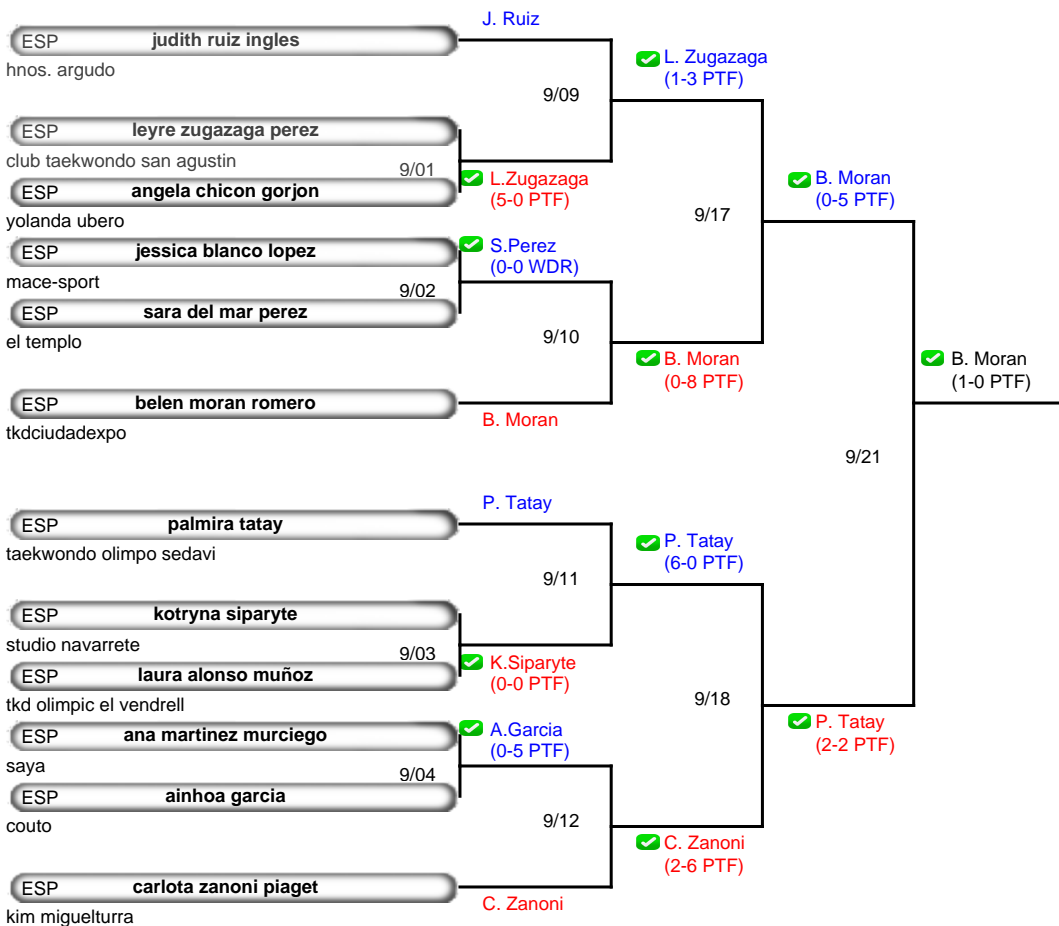 J. Ruiz
ESP judith ruiz ingles
hnos. argudo
L. Zugazaga
(1-3 PTF)
9/09
ESP leyre zugazaga perez
club taekwondo san agustin
9/01
L.Zugazaga
(5-0 PTF)
ESP angela chicon gorjon
yolanda ubero
B. Moran
(0-5 PTF)
9/17
ESP jessica blanco lopez
mace-sport
S.Perez
(0-0 WDR)
9/02
ESP sara del mar perez
el templo
9/10
B. Moran
(0-8 PTF)
B. Moran
(1-0 PTF)
ESP belen moran romero
tkdciudadexpo
B. Moran
9/21
P. Tatay
ESP palmira tatay
taekwondo olimpo sedavi
P. Tatay
(6-0 PTF)
9/11
ESP kotryna siparyte
studio navarrete
9/03
K.Siparyte
(0-0 PTF)
ESP laura alonso muñoz
tkd olimpic el vendrell
9/18
P. Tatay
(2-2 PTF)
ESP ana martinez murciego
saya
A.Garcia
(0-5 PTF)
9/04
ESP ainhoa garcia
couto
9/12
C. Zanoni
(2-6 PTF)
ESP carlota zanoni piaget
kim miguelturra
C. Zanoni